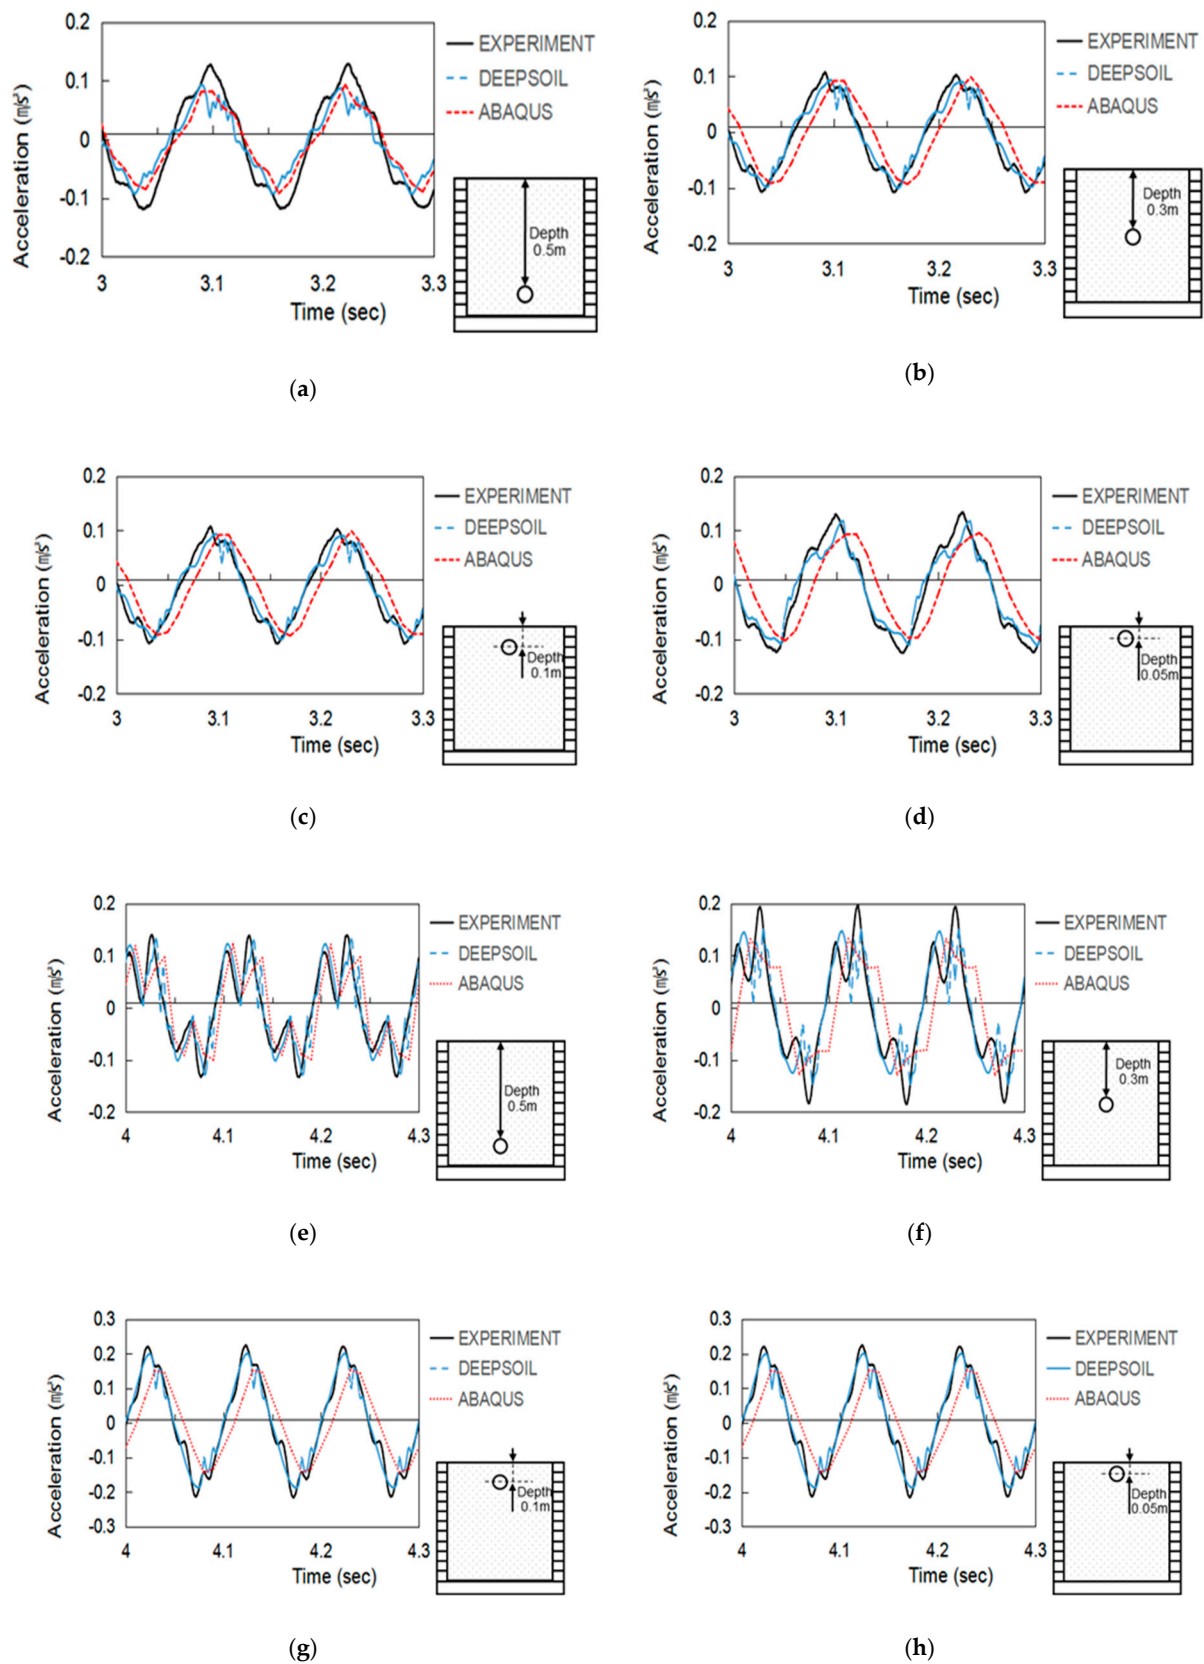 0.2
0.1
0
-0.1
-0.2
Acceleration (㎨)
3
3.1
3.2
3.3
Time (sec)
EXPERIMENT
DEEPSOIL
ABAQUS
Depth
0.5m
(a)
0.2
0.1
0
-0.1
-0.2
Acceleration (㎨)
3
3.1
3.2
3.3
Time (sec)
EXPERIMENT
DEEPSOIL
ABAQUS
Depth
0.3m
(b)
0.2
0.1
0
-0.1
-0.2
Acceleration (㎨)
3
3.1
3.2
3.3
Time (sec)
EXPERIMENT
DEEPSOIL
ABAQUS
Depth
0.1m
(c)
0.2
0.1
0
-0.1
-0.2
Acceleration (㎨)
3
3.1
3.2
3.3
Time (sec)
EXPERIMENT
DEEPSOIL
ABAQUS
Depth
0.05m
(d)
0.2
0.1
0
-0.1
-0.2
Acceleration (㎨)
4
4.1
4.2
4.3
Time (sec)
EXPERIMENT
DEEPSOIL
ABAQUS
Depth
0.5m
(e)
0.2
0.1
0
-0.1
-0.2
Acceleration (㎨)
4
4.1
4.2
4.3
Time (sec)
EXPERIMENT
DEEPSOIL
ABAQUS
Depth
0.3m
(f)
0.3
0.2
0.1
0
-0.1
-0.2
-0.3
Acceleration (㎨)
4
4.1
4.2
4.3
Time (sec)
EXPERIMENT
DEEPSOIL
ABAQUS
Depth
0.1m
(g)
0.3
0.2
0.1
0
-0.1
-0.2
-0.3
Acceleration (㎨)
4
4.1
4.2
4.3
Time (sec)
EXPERIMENT
DEEPSOIL
ABAQUS
Depth
0.05m
(h)